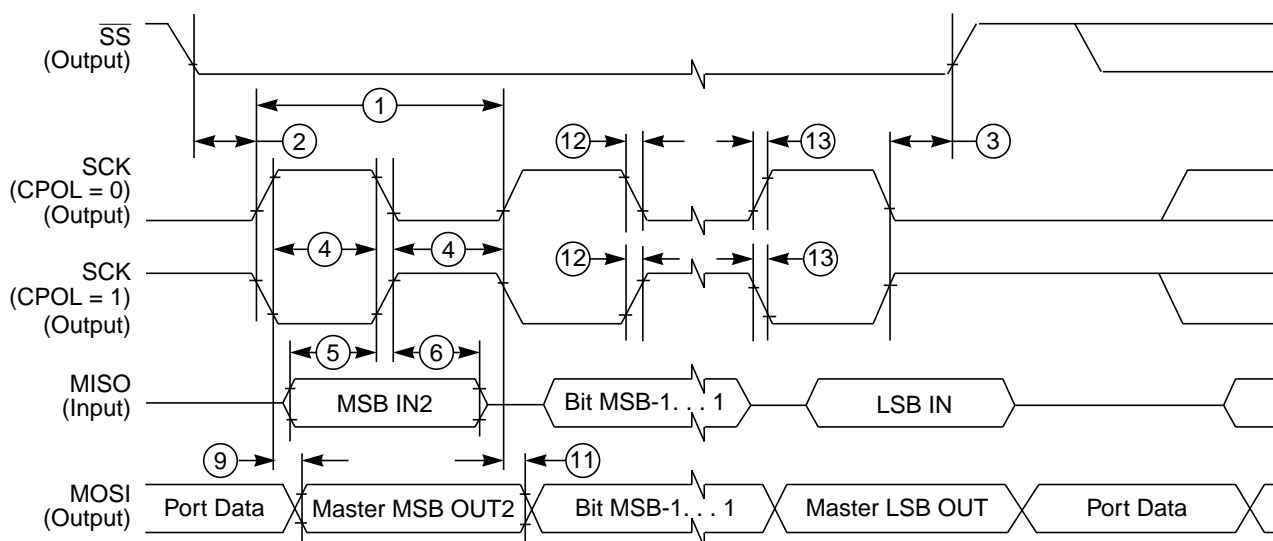 SS
(Output)
1
2
12
13
3
SCK
(CPOL = 0)
(Output)
4
4
SCK
(CPOL = 1)
(Output)
12
13
5
6
MISO
(Input)
MSB IN2
Bit MSB-1. . . 1
LSB IN
9
11
MOSI
(Output)
Port Data
Master MSB OUT2
Bit MSB-1. . . 1
Master LSB OUT
Port Data